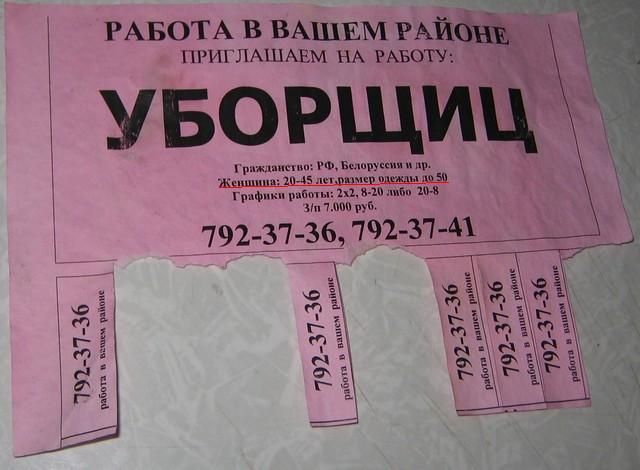 РАБОТА В ВАШЕМ РАЙОНЕ
ПРИГЛАШАЕМ НА РАБОТУ:
УБОРЩИЦ
Гражданство: РФ, Белоруссия и др.
Женщина: 20-45 лет,размер одежды до 50
Графики работы: 2х2, 8-20 либо 20-8
З/п 7.000 руб.
792-37-36, 792-37-41
792-37-36
работа в вашем районе
792-37-36
работа в вашем районе
792-37-36
работа в вашем районе
792-37-36
работа в вашем районе
792-37-36
работа в вашем районе